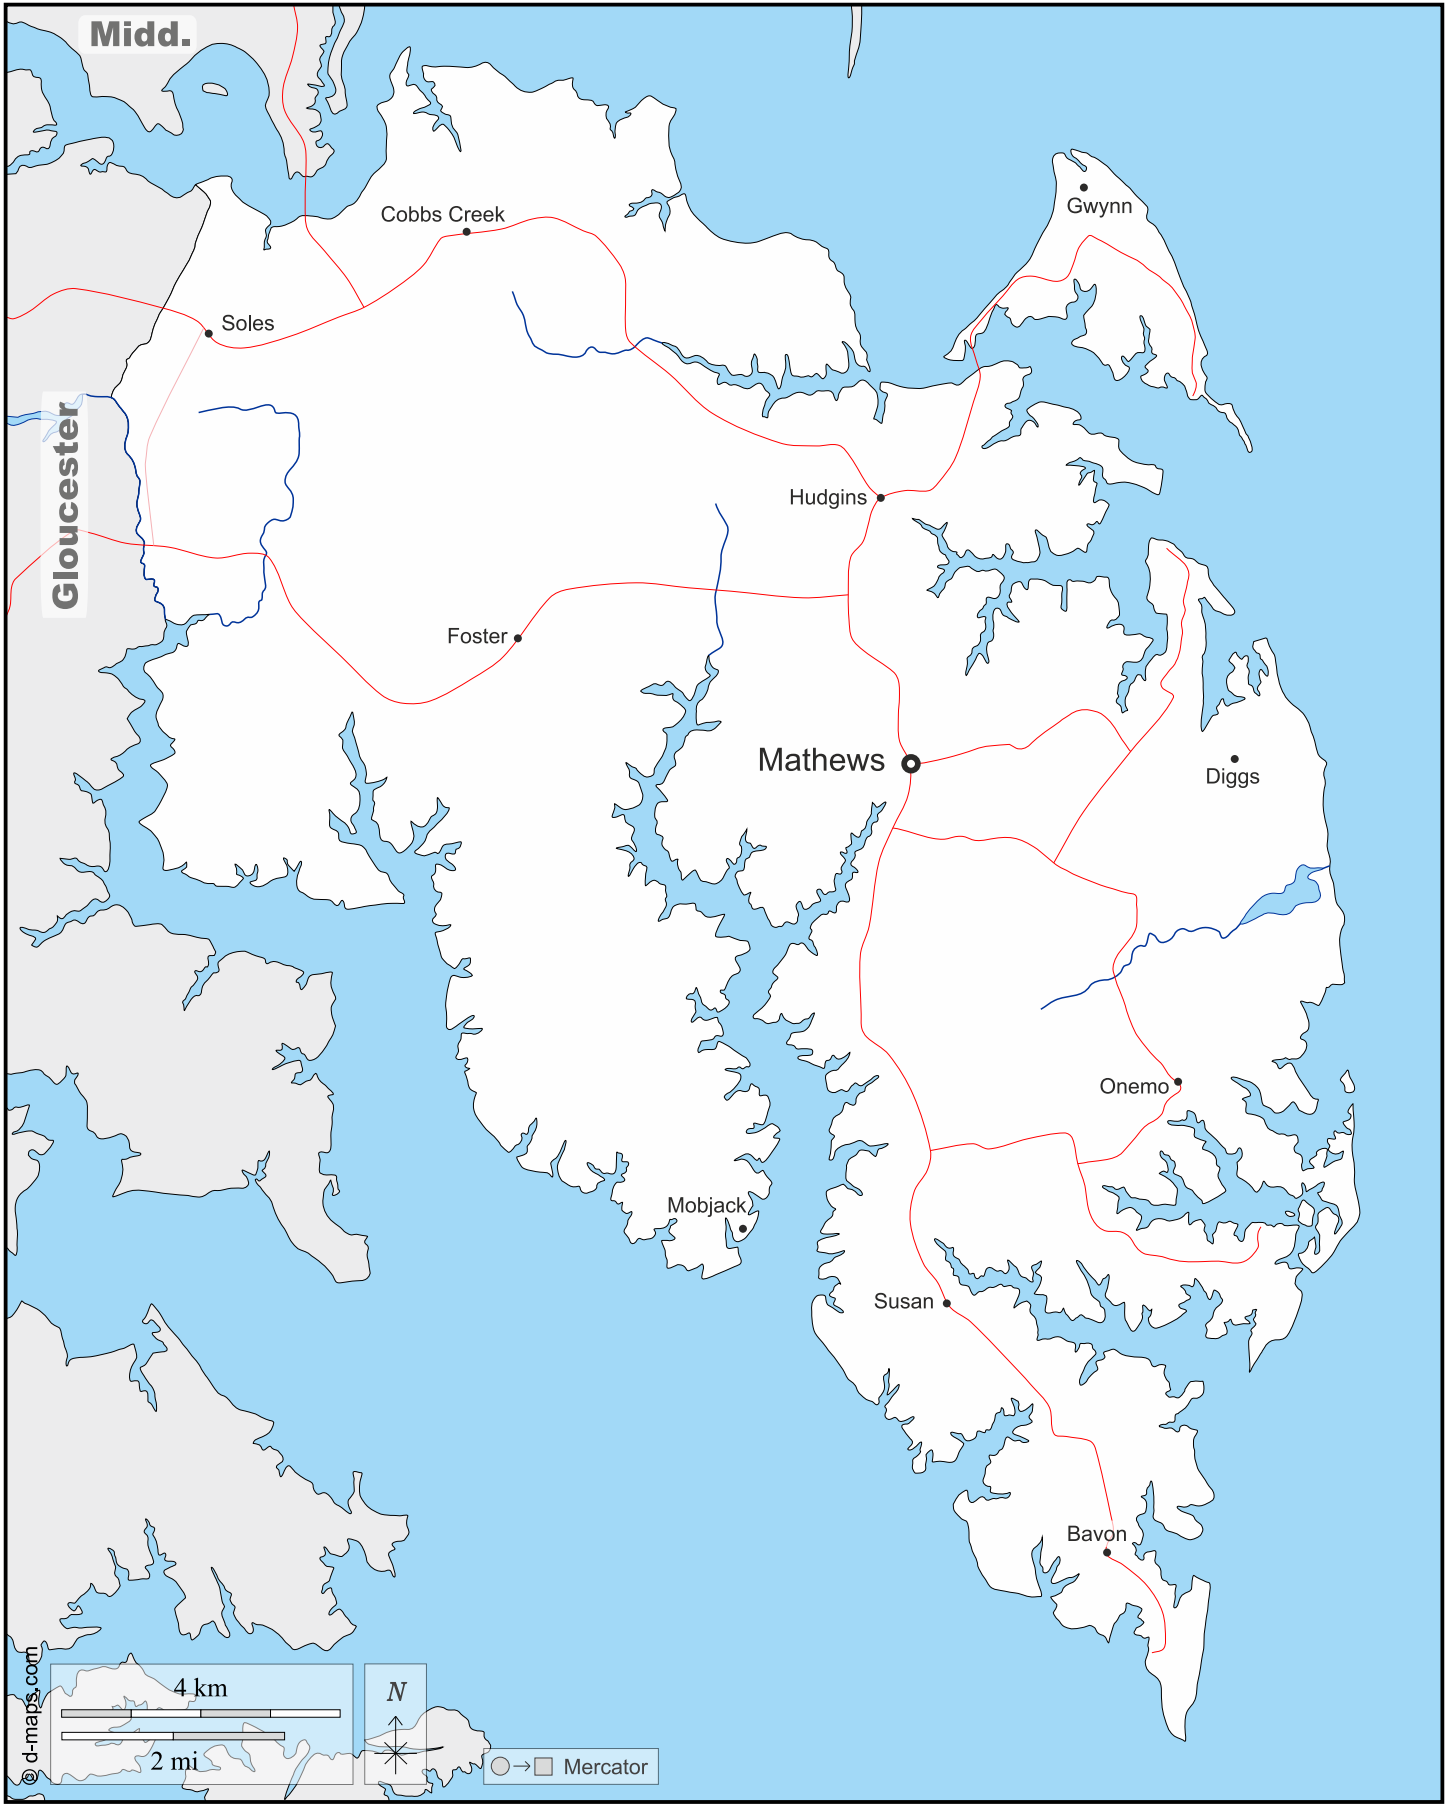 Midd.
Gwynn
Cobbs Creek
Soles
Gloucester
Hudgins
Foster
Mathews
Diggs
Onemo
Mobjack
Susan
Bavon
© d-maps.com
4 km
2 mi
N
Mercator